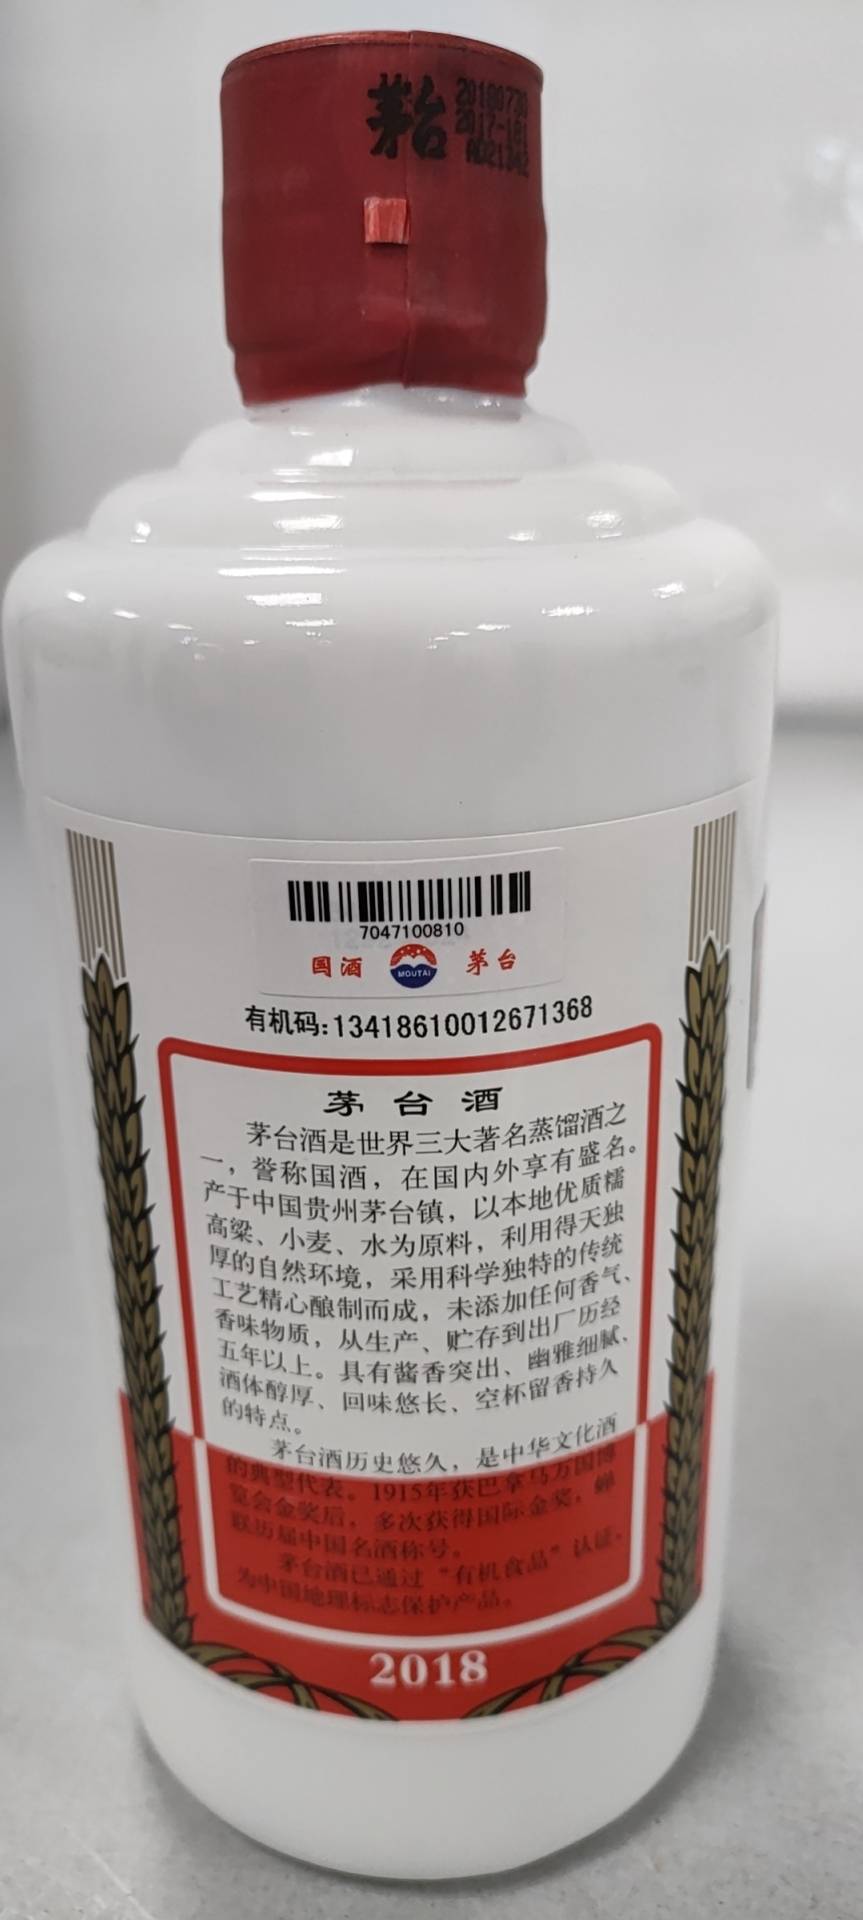 茅台
20180730
2017-181
7047100810
国酒 MOUTAI 茅台
有机码:13418610012671368
茅台酒
茅台酒是世界三大著名蒸馏酒之
一，誉称国酒，在国内外享有盛名。
产于中国贵州茅台镇，以本地优质糯
高粱、小麦、水为原料，利用得天独
厚的自然环境，采用科学独特的传统
工艺精心酿制而成，未添加任何香气、
香味物质，从生产、贮存到出厂历经
五年以上。具有酱香突出、幽雅细腻、
酒体醇厚、回味悠长、空杯留香持久
的特点。
茅台酒历史悠久，是中华文化酒
的典型代表。1915年获巴拿马万国博
览会金奖后，多次获得国际金奖，蝉
联历届中国名酒称号。
茅台酒已通过“有机食品”认证，
为中国地理标志保护产品。
2018